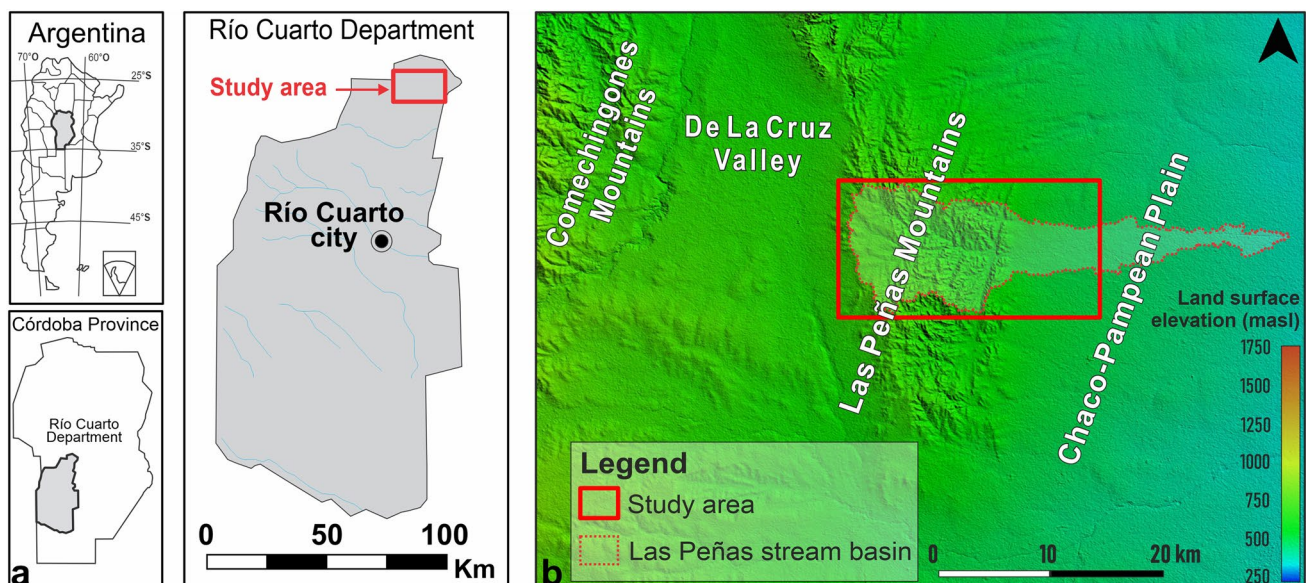 Argentina
70°O
60°O
25°S
35°S
45°S
Córdoba Province
Río Cuarto
Department
a
Río Cuarto Department
Study area
Río Cuarto
city
0 50 100
Km
Comechingones
Mountains
De La Cruz
Valley
Las Peñas Mountains
Chaco-Pampean Plain
Land surface
elevation (masl)
1750
1500
1250
1000
750
500
250
Legend
Study area
Las Peñas stream basin
0 10 20 km
b